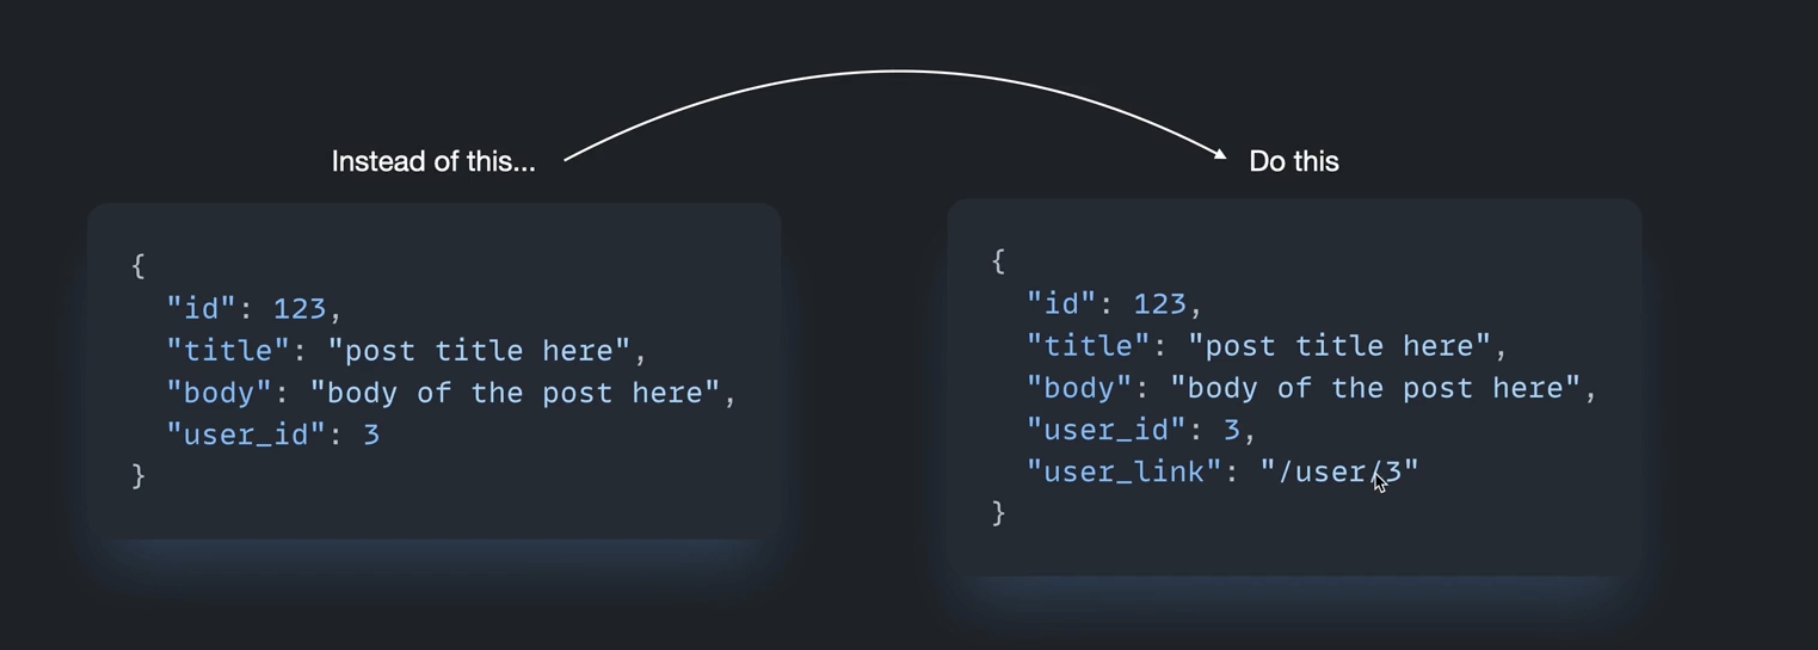 Instead of this...
{
"id": 123,
"title": "post title here",
"body": "body of the post here",
"user_id": 3
}
Do this
{
"id": 123,
"title": "post title here",
"body": "body of the post here",
"user_id": 3,
"user_link": "/user/3"
}